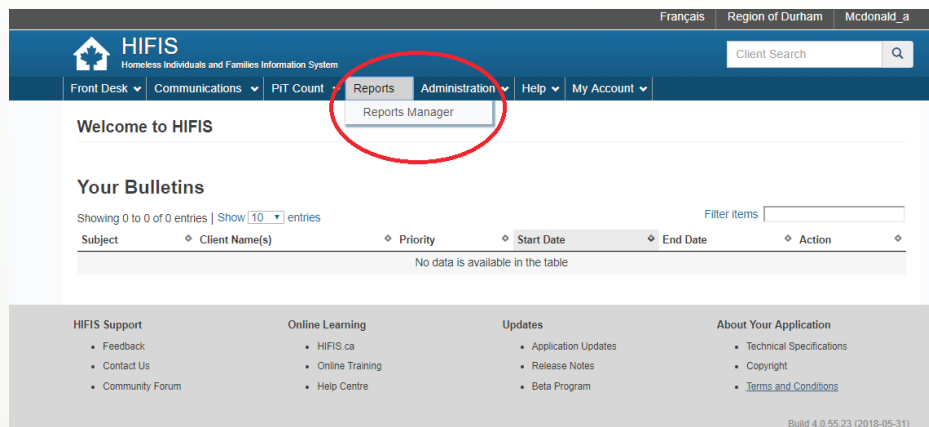 Français Region of Durham Mcdonald_a
HIFIS
Homeless Individuals and Families Information System
Client Search
Front Desk Communications PiT Count Reports Administration Help My Account
Reports Manager
Welcome to HIFIS
Your Bulletins
Showing 0 to 0 of 0 entries | Show 10 entries Filter items
Subject Client Name(s) Priority Start Date End Date Action
No data is available in the table
HIFIS Support Online Learning Updates About Your Application
• Feedback • HIFIS.ca • Application Updates • Technical Specifications
• Contact Us • Online Training • Release Notes • Copyright
• Community Forum • Help Centre • Beta Program • Terms and Conditions
Build 4.0.55.23 (2018-05-31)